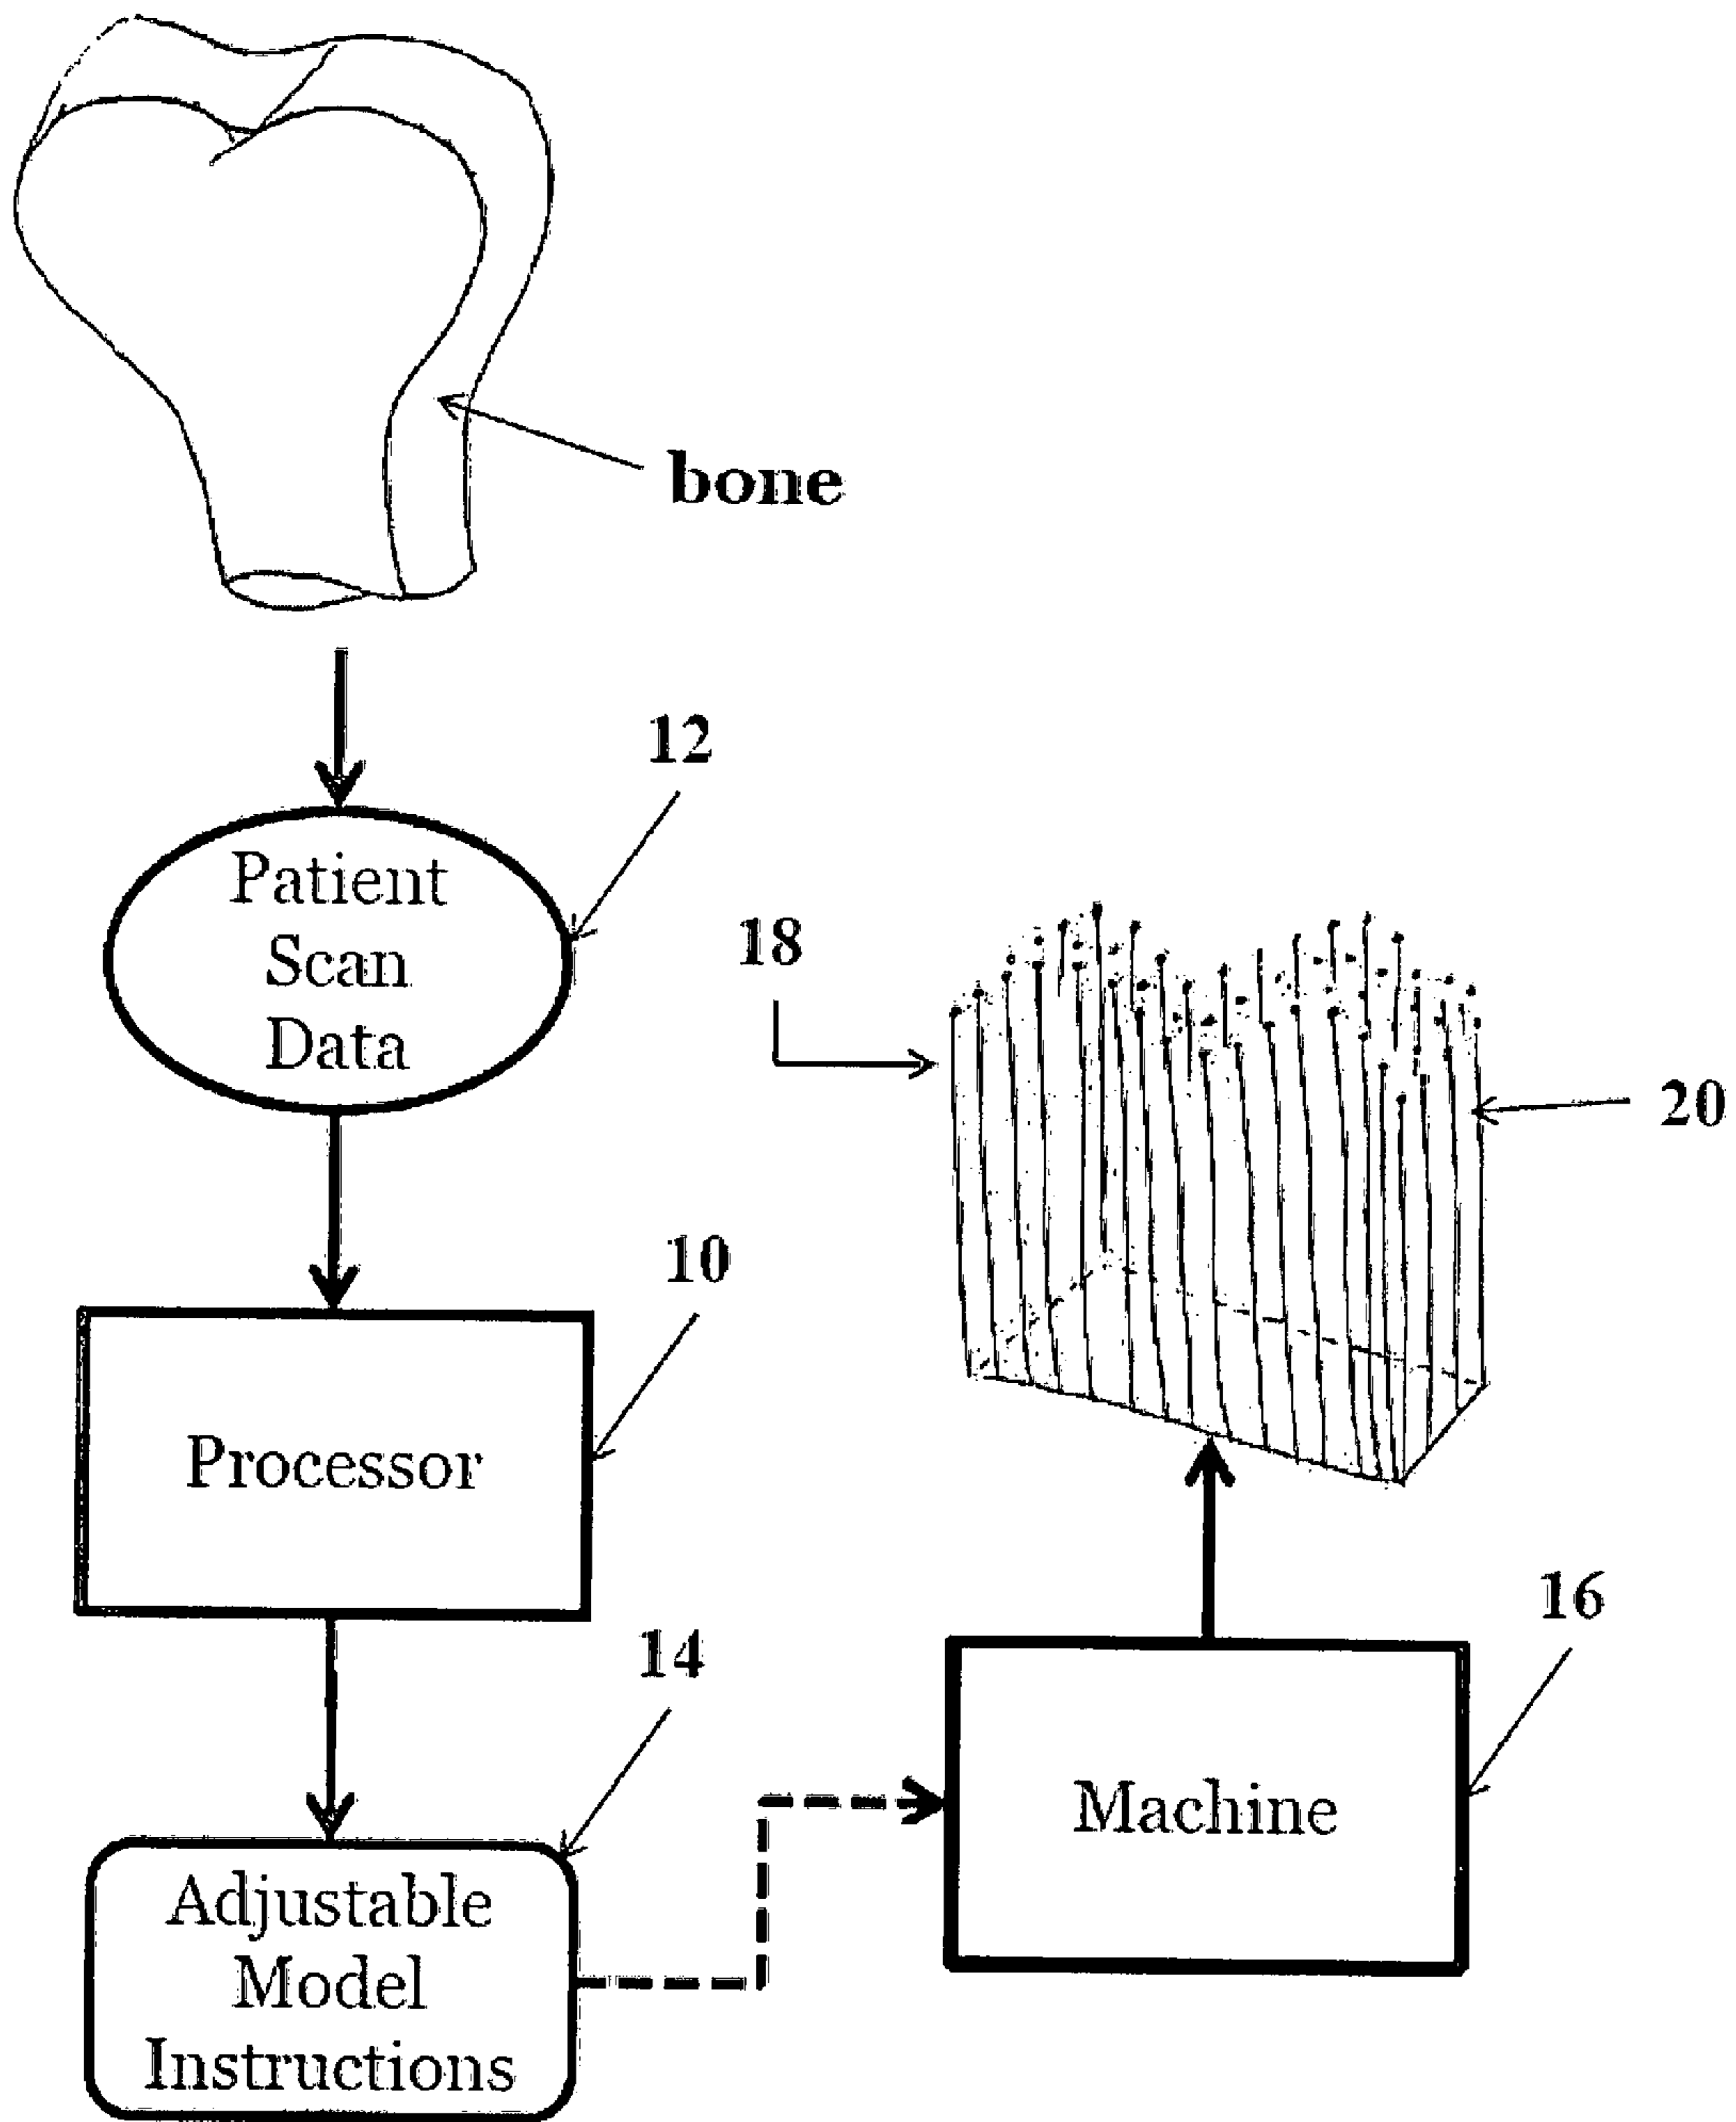 bone
12
Patient
Scan
Data
18
20
10
Processor
16
14
Machine
Adjustable
Model
Instructions